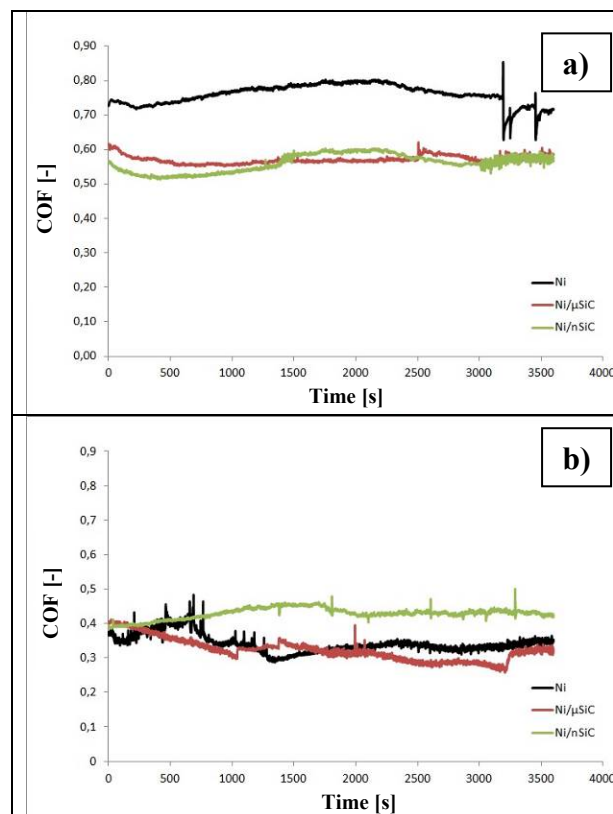 a)
0,90
0,80
0,70
0,60
0,50
0,40
0,30
0,20
0,10
0,00
COF [-]
0 500 1000 1500 2000 2500 3000 3500 4000
Time [s]
Ni
Ni/µSiC
Ni/nSiC
b)
0,9
0,8
0,7
0,6
0,5
0,4
0,3
0,2
0,1
0
COF [-]
0 500 1000 1500 2000 2500 3000 3500 4000
Time [s]
Ni
Ni/µSiC
Ni/nSiC